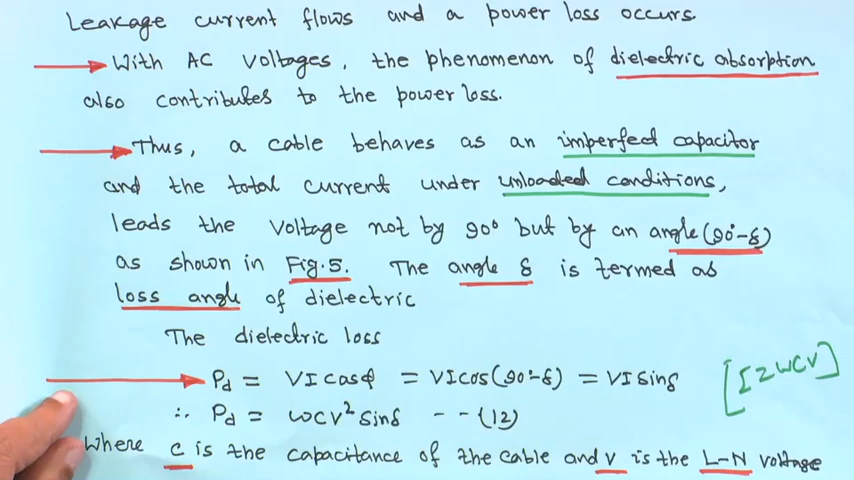 Leakage current flows and a power loss occurs.
With AC voltages, the phenomenon of dielectric absorption
also contributes to the power loss.
Thus, a cable behaves as an imperfect capacitor
and the total current under unloaded conditions,
leads the voltage not by 90° but by an angle (90°-δ)
as shown in Fig.5. The angle δ is termed as
loss angle of dielectric
The dielectric loss
Pd = VI cosϕ = VI cos(90°-δ) = VI sinδ [I=ωCV]
∴ Pd = ωCV² sinδ - - (12)
Where C is the capacitance of the cable and V is the L-N voltage